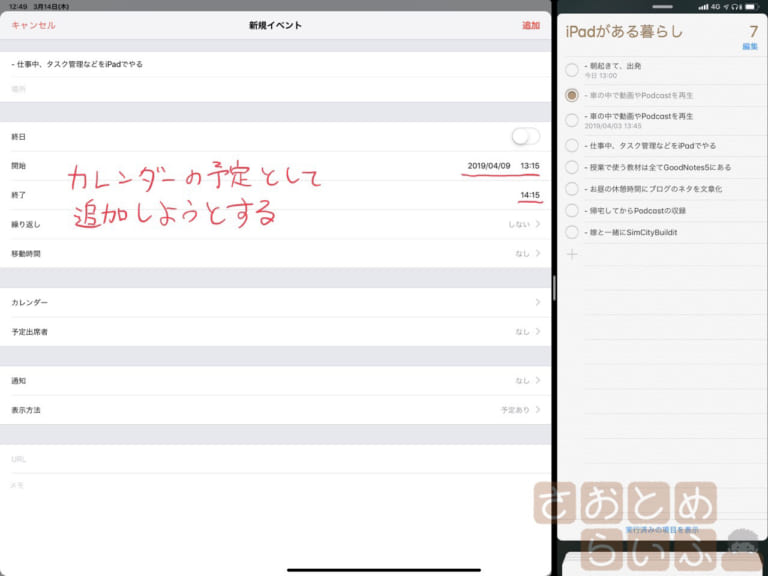 12:49 3月14日(木)
4G
キャンセル 新規イベント 追加
- 仕事中、タスク管理などをiPadでやる
場所
終日
開始 2019/04/09 13:15
カレンダーの予定として
終了 14:15
追加しようとする
繰り返し しない
移動時間 なし
カレンダー
予定出席者 なし
通知 なし
表示方法 予定あり
URL
メモ
iPadがある暮らし 7
編集
- 朝起きて、出発
今日 13:00
- 車の中で動画やPodcastを再生
- 車の中で動画やPodcastを再生
2019/04/03 13:45
- 仕事中、タスク管理などをiPadでやる
- 授業で使う教材は全てGoodNotes5にある
- お昼の休憩時間にブログのネタを文章化
- 帰宅してからPodcastの収録
- 嫁と一緒にSimCityBuildit
さおとめ
実行済みの項目を表示
らいふ